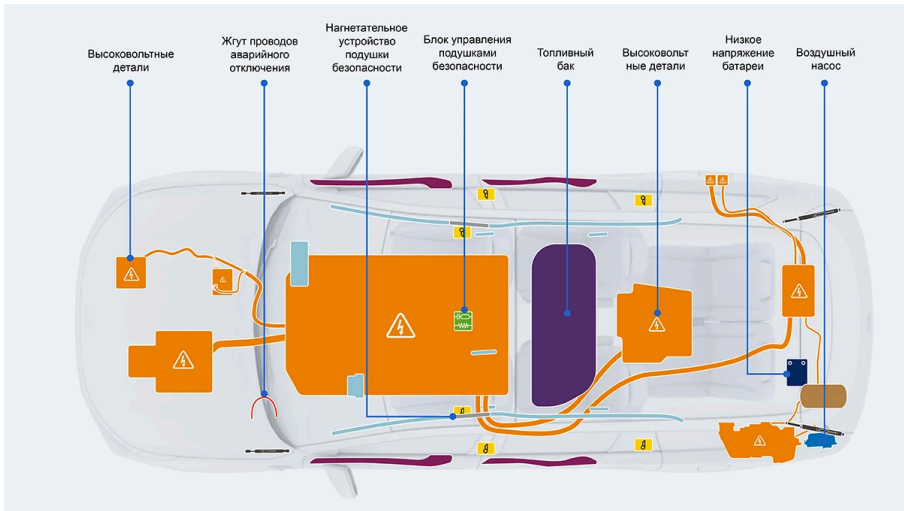 Высоковольтные
детали
Жгут проводов
аварийного
отключения
Нагнетательное
устройство
подушки
безопасности
Блок управления
подушками
безопасности
Топливный
бак
Высоковольт
ные детали
Низкое
напряжение
батареи
Воздушный
насос